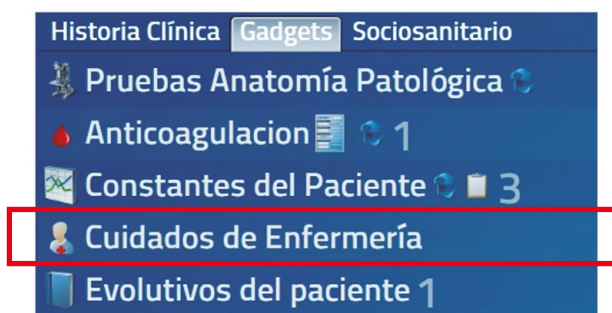 Historia Clínica Gadgets Sociosanitario
Pruebas Anatomía Patológica
Anticoagulacion 1
Constantes del Paciente 3
Cuidados de Enfermería
Evolutivos del paciente 1